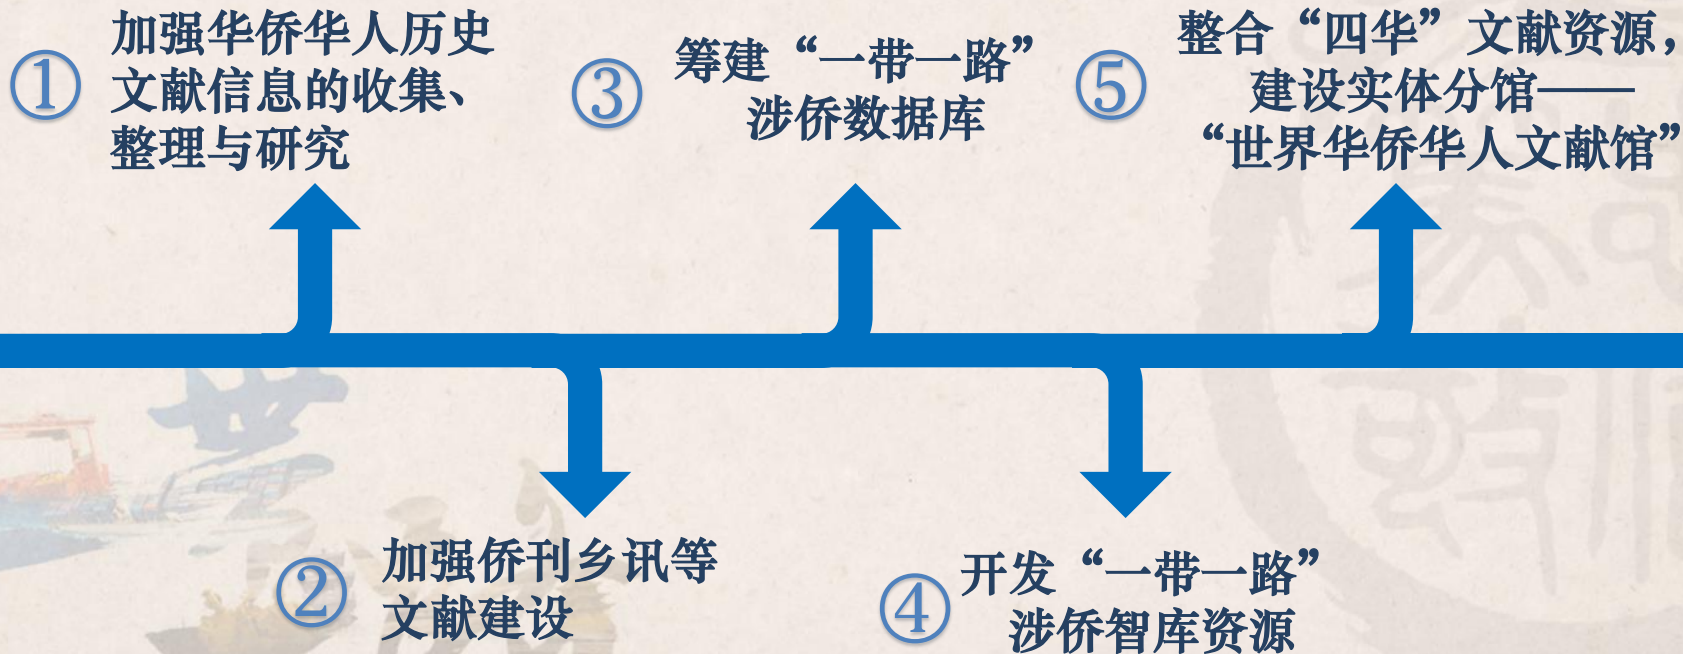 ①
加强华侨华人历史
文献信息的收集、
整理与研究
②
加强侨刊乡讯等
文献建设
③
筹建“一带一路”
涉侨数据库
④
开发“一带一路”
涉侨智库资源
⑤
整合“四华”文献资源，
建设实体分馆——
“世界华侨华人文献馆”